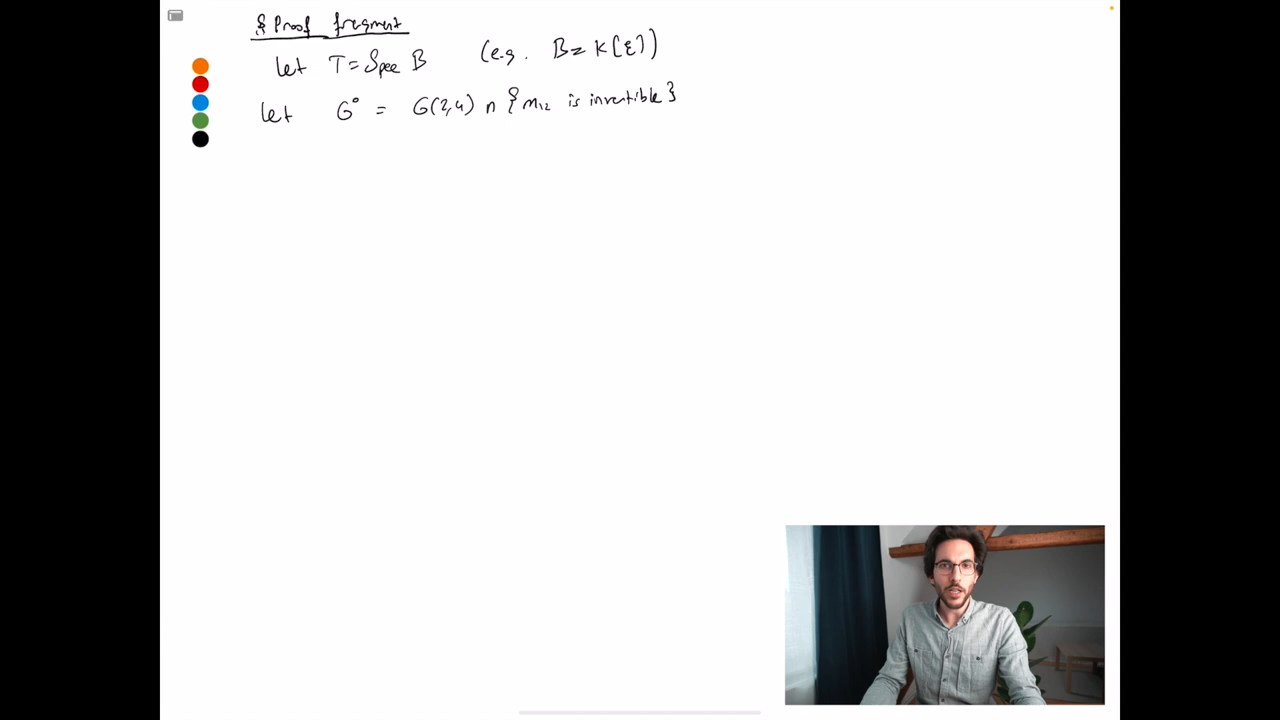 § Proof fragment
let T = Spec B (e.g. B = k[ε])
let G° = G(2,4) ∩ { m₁₂ is invertible }